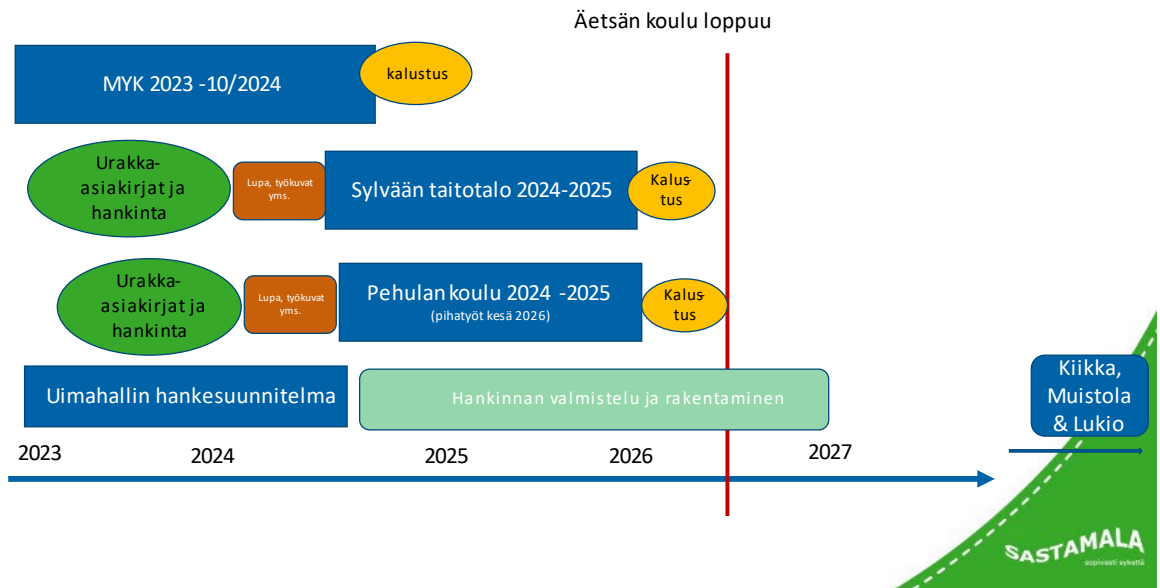 Äetsän koulu loppuu
MYK 2023 -10/2024
kalustus
Urakka-
asiakirjat ja
hankinta
Lupa, työkuvat
yms.
Sylvään taitotalo 2024-2025
Kalus-
tus
Urakka-
asiakirjat ja
hankinta
Lupa, työkuvat
yms.
Pehulan koulu 2024 -2025
(pihatyöt kesä 2026)
Kalus-
tus
Uimahallin hankesuunnitelma
Hankinnan valmistelu ja rakentaminen
Kiikka,
Muistola
& Lukio
2023
2024
2025
2026
2027
SASTAMALA
sopivasti sykettä